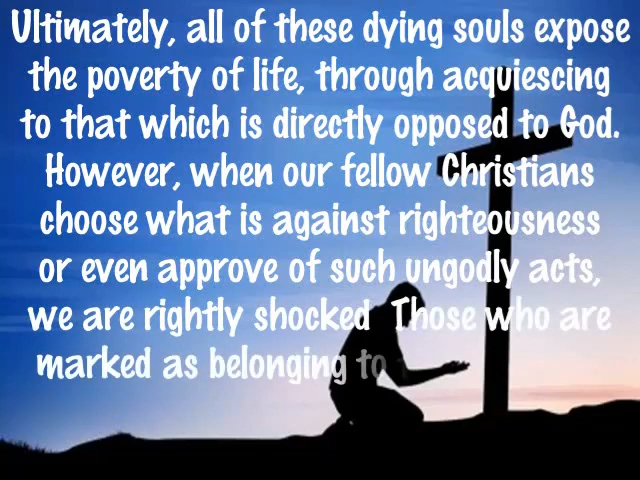 Ultimately, all of these dying souls expose
the poverty of life, through acquiescing
to that which is directly opposed to God.
However, when our fellow Christians
choose what is against righteousness
or even approve of such ungodly acts,
we are rightly shocked Those who are
marked as belonging to